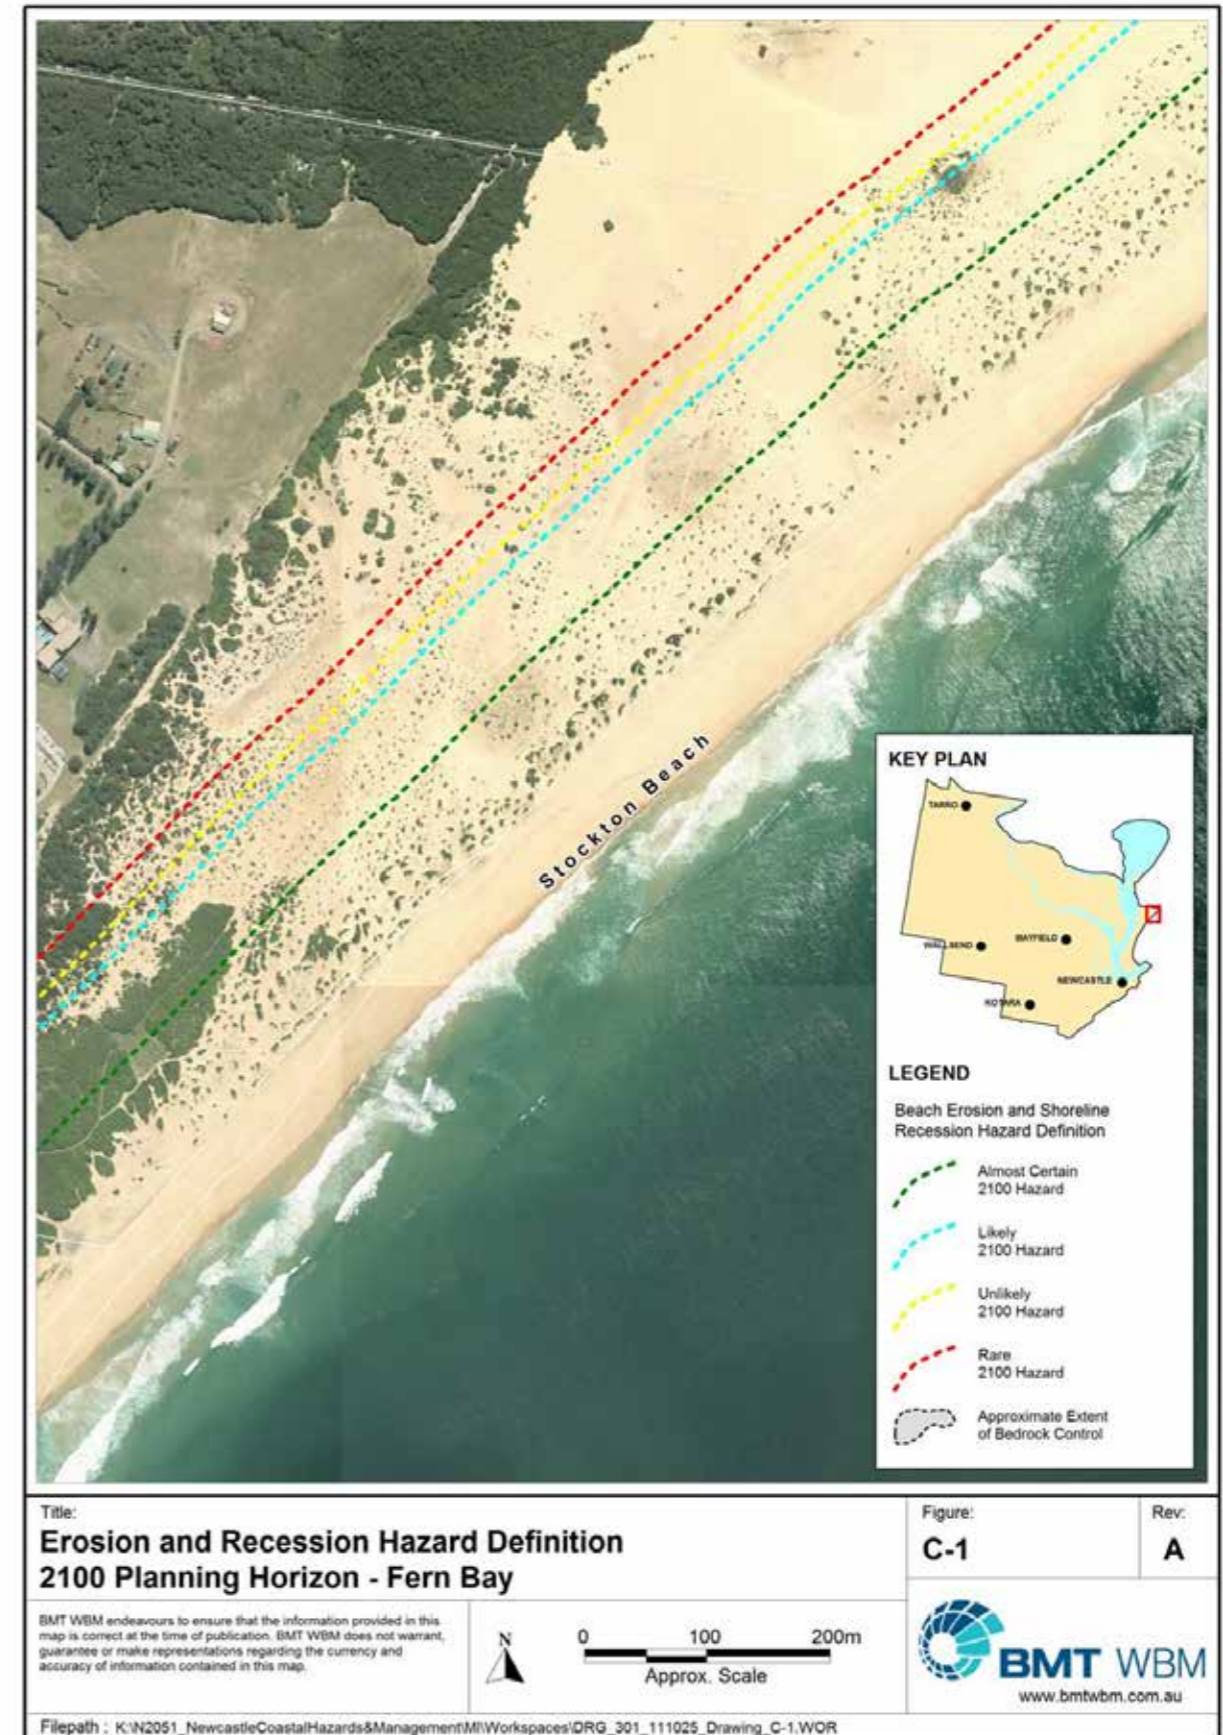 Stockton Beach
KEY PLAN
TARRO
WALLSEND
MAYFIELD
NEWCASTLE
KOTARA
LEGEND
Beach Erosion and Shoreline
Recession Hazard Definition
Almost Certain
2100 Hazard
Likely
2100 Hazard
Unlikely
2100 Hazard
Rare
2100 Hazard
Approximate Extent
of Bedrock Control
Title:
Erosion and Recession Hazard Definition
2100 Planning Horizon - Fern Bay
Figure:
C-1
Rev:
A
BMT WBM endeavours to ensure that the information provided in this
map is correct at the time of publication. BMT WBM does not warrant,
guarantee or make representations regarding the currency and
accuracy of information contained in this map.
N
0 100 200m
Approx. Scale
BMT WBM
www.bmtwbm.com.au
Filepath : K:\N2051_NewcastleCoastalHazards&Management\MI\Workspaces\DRG_301_111025_Drawing_C-1.WOR